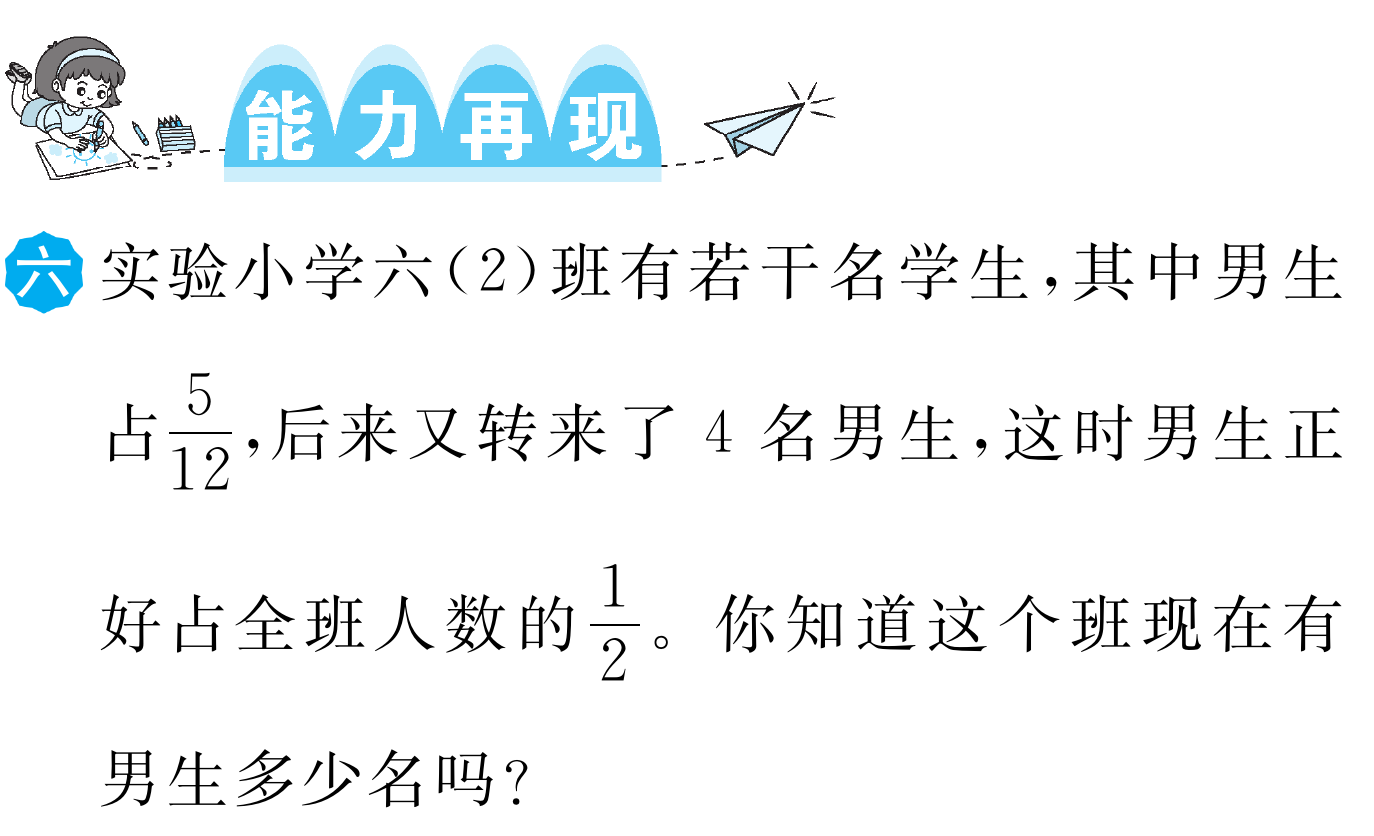 能力再现
六 实验小学六(2)班有若干名学生,其中男生
占5/12,后来又转来了 4 名男生,这时男生正
好占全班人数的1/2。你知道这个班现在有
男生多少名吗?